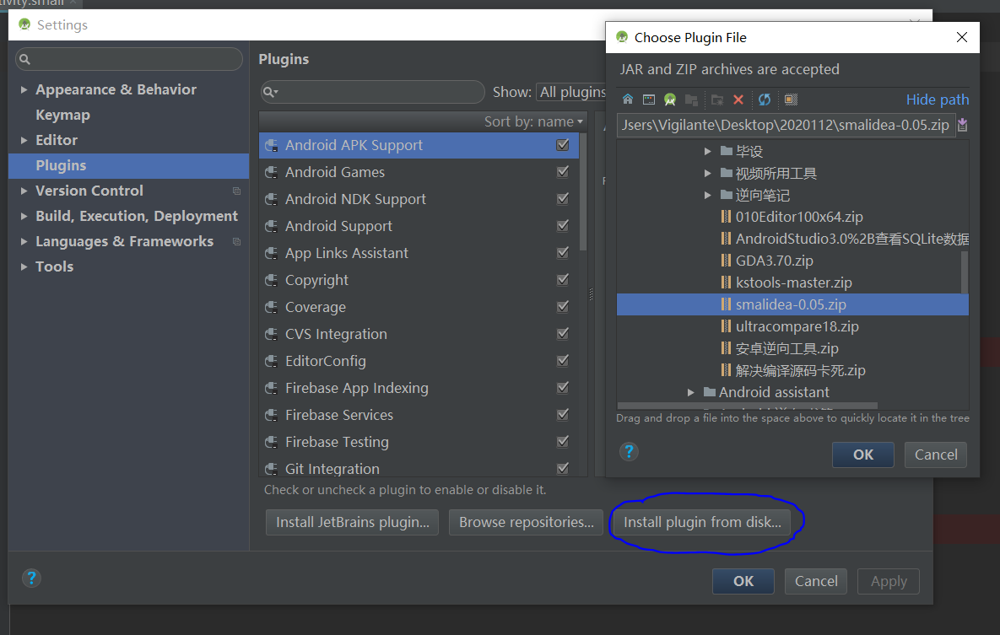 tivity.smali
Settings
Appearance & Behavior
Keymap
Editor
Plugins
Version Control
Build, Execution, Deployment
Languages & Frameworks
Tools
Plugins
Show: All plugins
Sort by: name
Android APK Support
Android Games
Android NDK Support
Android Support
App Links Assistant
Copyright
Coverage
CVS Integration
EditorConfig
Firebase App Indexing
Firebase Services
Firebase Testing
Git Integration
Check or uncheck a plugin to enable or disable it.
Install JetBrains plugin... Browse repositories... Install plugin from disk...
? OK Cancel Apply
Choose Plugin File
JAR and ZIP archives are accepted
Hide path
Jsers\Vigilante\Desktop\2020112\smalidea-0.05.zip
毕设
视频所用工具
逆向笔记
010Editor100x64.zip
AndroidStudio3.0%2B查看SQLite数据
GDA3.70.zip
kstools-master.zip
smalidea-0.05.zip
ultracompare18.zip
安卓逆向工具.zip
解决编译源码卡死.zip
Android assistant
Drag and drop a file into the space above to quickly locate it in the tree
? OK Cancel